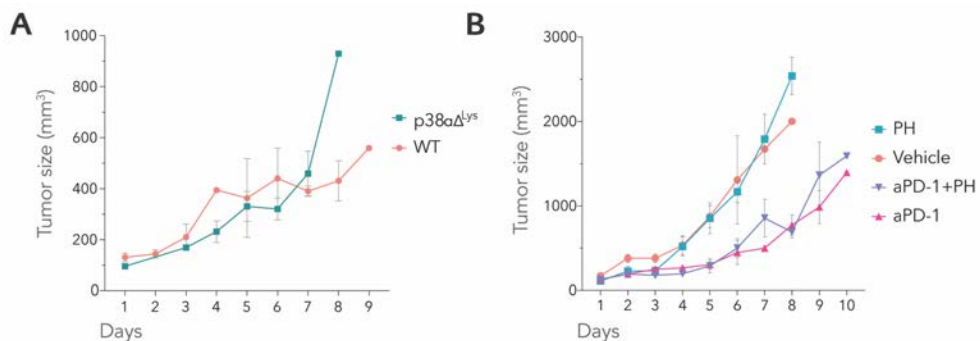 A
1000
800
600
400
200
0
Tumor size (mm³)
1 2 3 4 5 6 7 8 9
Days
p38αΔLys
WT
B
3000
2000
1000
0
Tumor size (mm³)
1 2 3 4 5 6 7 8 9 10
Days
PH
Vehicle
aPD-1+PH
aPD-1